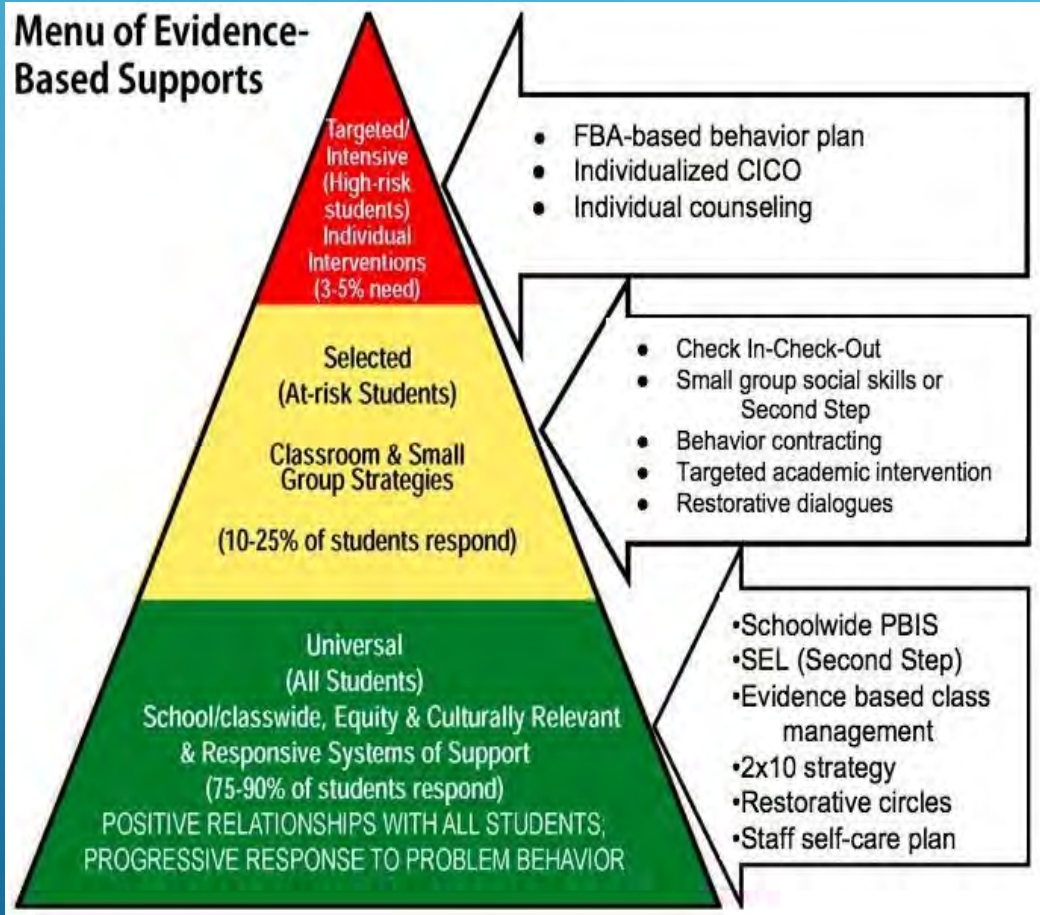 Menu of Evidence-
Based Supports
Targeted/
Intensive
(High-risk
students)
Individual
Interventions
(3-5% need)
• FBA-based behavior plan
• Individualized CICO
• Individual counseling
Selected
(At-risk Students)
Classroom & Small
Group Strategies
(10-25% of students respond)
• Check In-Check-Out
• Small group social skills or
Second Step
• Behavior contracting
• Targeted academic intervention
• Restorative dialogues
Universal
(All Students)
School/classwide, Equity & Culturally Relevant
& Responsive Systems of Support
(75-90% of students respond)
POSITIVE RELATIONSHIPS WITH ALL STUDENTS;
PROGRESSIVE RESPONSE TO PROBLEM BEHAVIOR
•Schoolwide PBIS
•SEL (Second Step)
•Evidence based class
management
•2x10 strategy
•Restorative circles
•Staff self-care plan